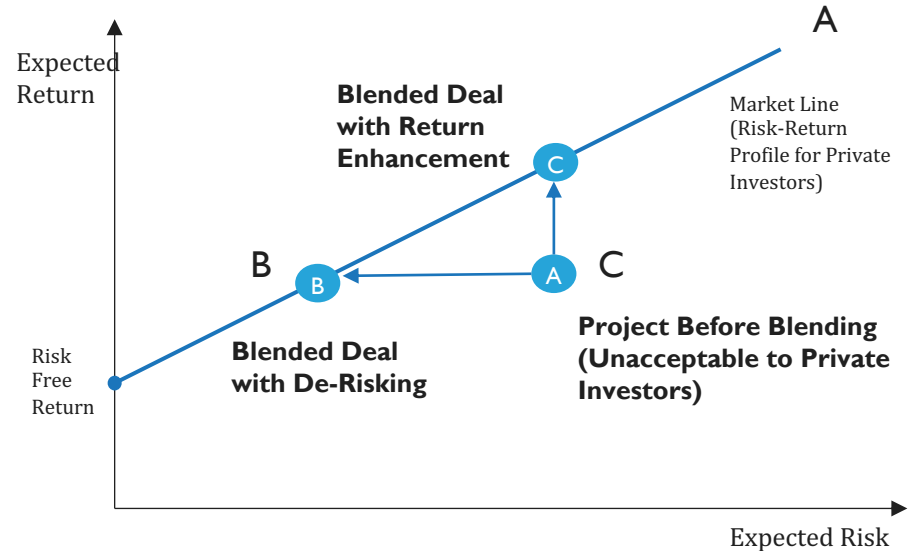 A
Expected
Return
Blended Deal
with Return
Enhancement
Market Line
(Risk-Return
Profile for Private
Investors)
C
B
B
A
C
Blended Deal
with De-Risking
Project Before Blending
(Unacceptable to Private
Investors)
Risk
Free
Return
Expected Risk